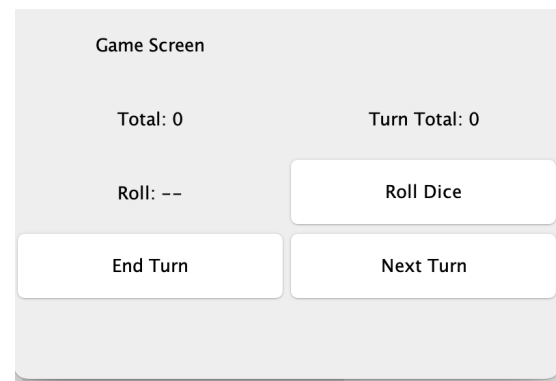 Game Screen
Total: 0
Turn Total: 0
Roll: --
Roll Dice
End Turn
Next Turn